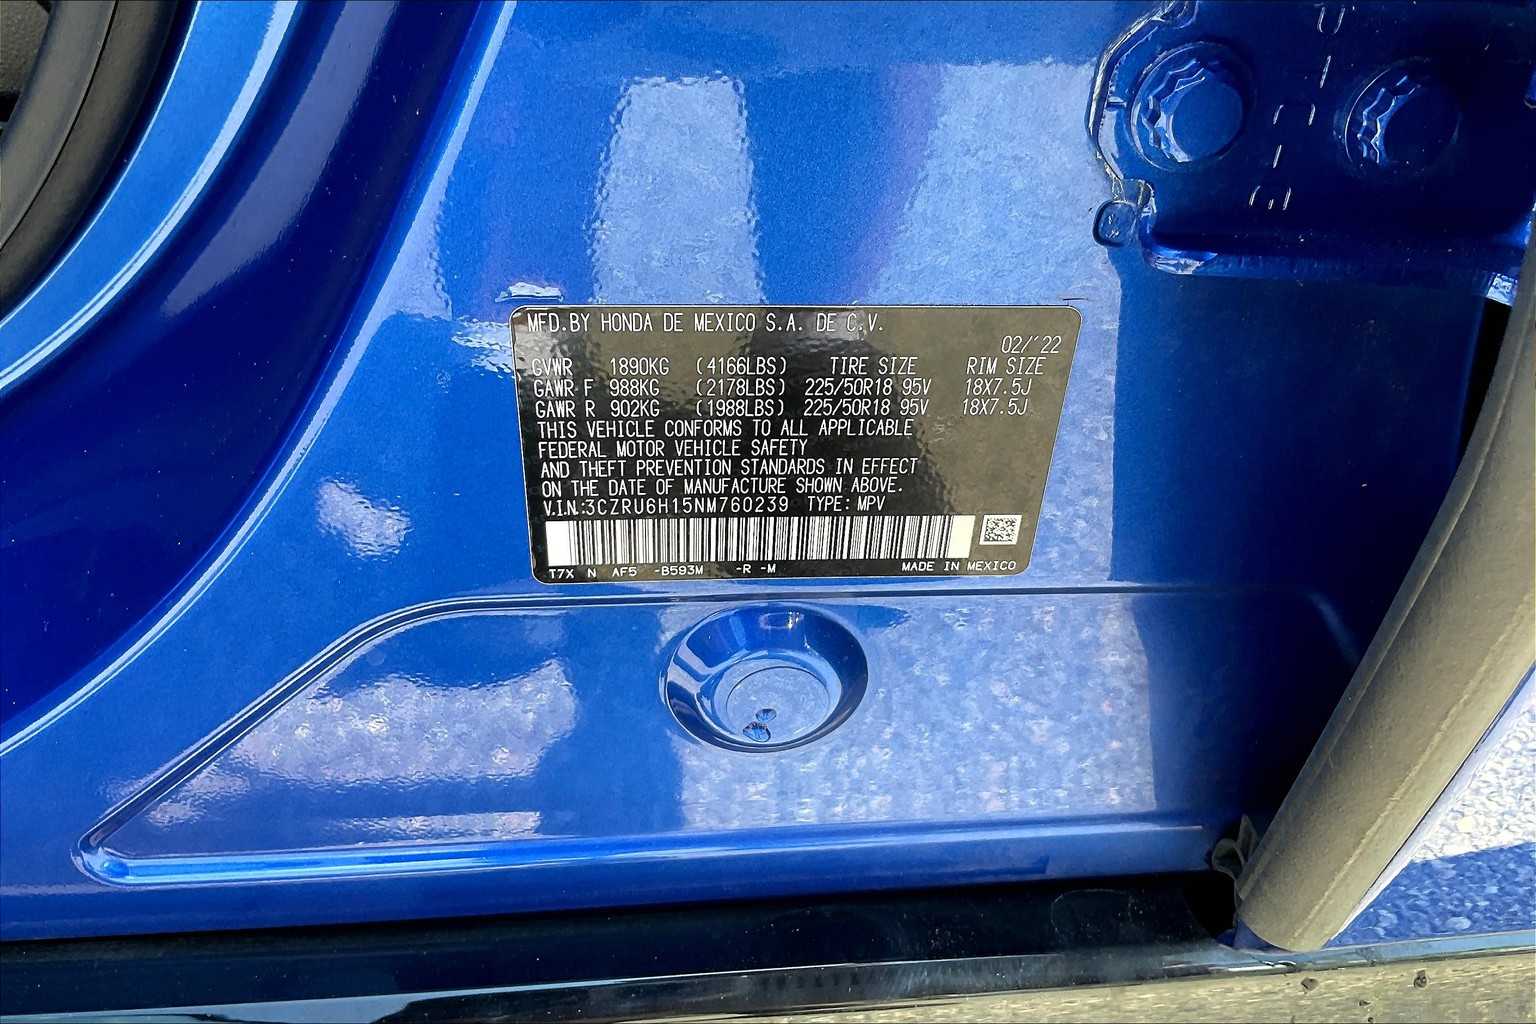 MFD.BY HONDA DE MEXICO S.A. DE C.V.
02/'22
GVWR 1890KG (4166LBS) TIRE SIZE RIM SIZE
GAWR F 988KG (2178LBS) 225/50R18 95V 18X7.5J
GAWR R 902KG (1988LBS) 225/50R18 95V 18X7.5J
THIS VEHICLE CONFORMS TO ALL APPLICABLE
FEDERAL MOTOR VEHICLE SAFETY
AND THEFT PREVENTION STANDARDS IN EFFECT
ON THE DATE OF MANUFACTURE SHOWN ABOVE.
V.I.N.:3CZRU6H15NM760239 TYPE: MPV
T7X N AF5 -B593M -R -M MADE IN MEXICO